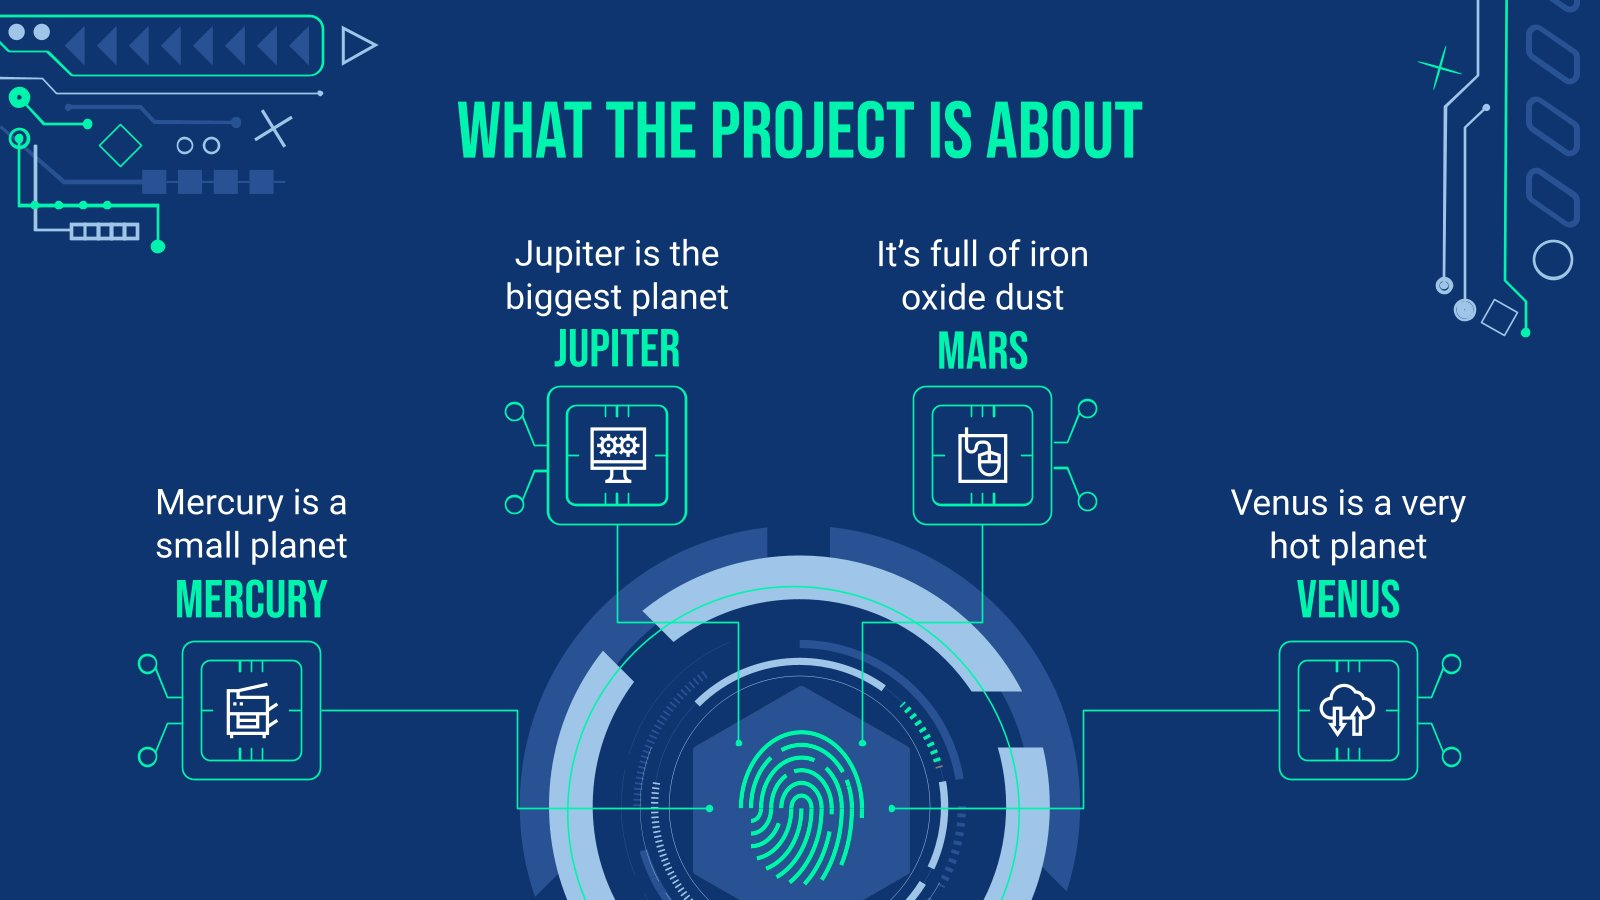 WHAT THE PROJECT IS ABOUT
Jupiter is the
biggest planet
JUPITER
It’s full of iron
oxide dust
MARS
Mercury is a
small planet
MERCURY
Venus is a very
hot planet
VENUS